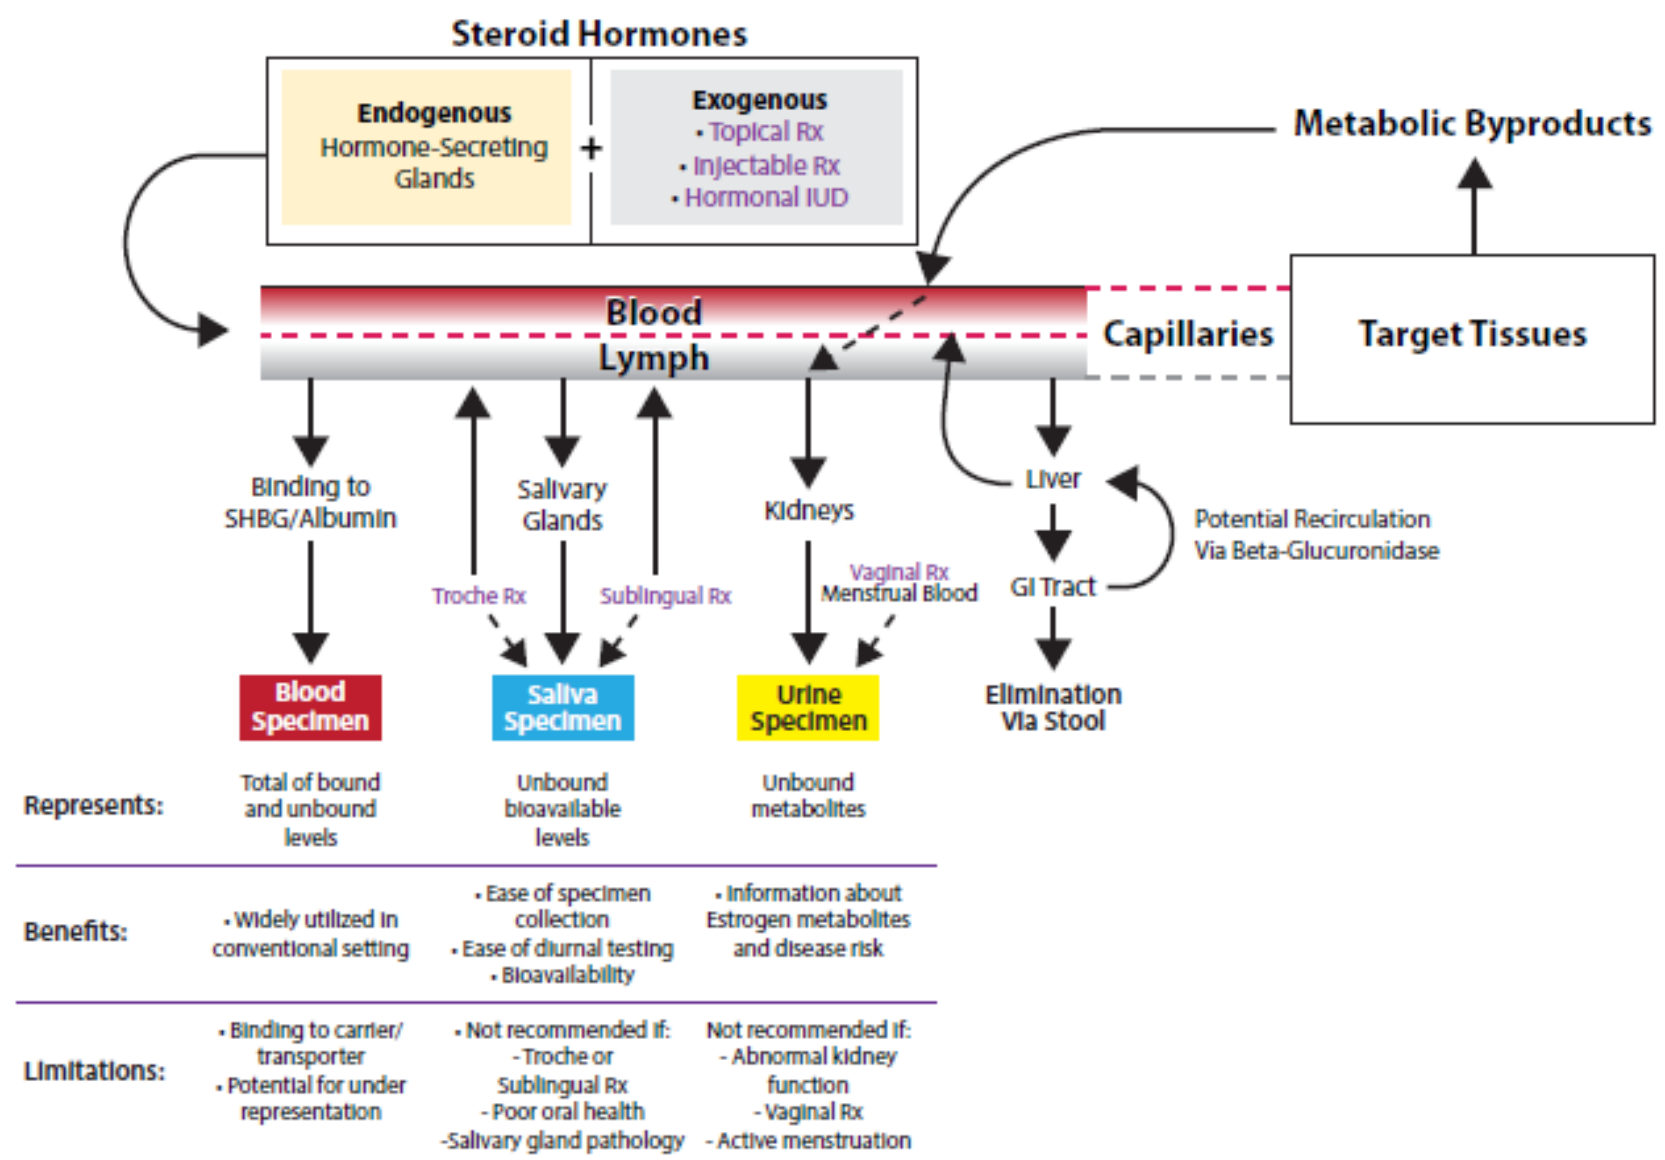 Steroid Hormones
Endogenous
Hormone-Secreting
Glands
+
Exogenous
• Topical Rx
• Injectable Rx
• Hormonal IUD
Metabolic Byproducts
Blood
Lymph
Capillaries
Target Tissues
Binding to
SHBG/Albumin
Salivary
Glands
Kidneys
Liver
Potential Recirculation
Via Beta-Glucuronidase
Troche Rx
Sublingual Rx
Vaginal Rx
Menstrual Blood
GI Tract
Blood
Specimen
Saliva
Specimen
Urine
Specimen
Elimination
Via Stool
Represents:
Total of bound
and unbound
levels
Unbound
bioavailable
levels
Unbound
metabolites
Benefits:
• Widely utilized in
conventional setting
• Ease of specimen
collection
• Ease of diurnal testing
• Bioavailability
• Information about
Estrogen metabolites
and disease risk
Limitations:
• Binding to carrier/
transporter
• Potential for under
representation
• Not recommended if:
- Troche or
Sublingual Rx
- Poor oral health
-Salivary gland pathology
Not recommended if:
- Abnormal kidney
function
- Vaginal Rx
- Active menstruation